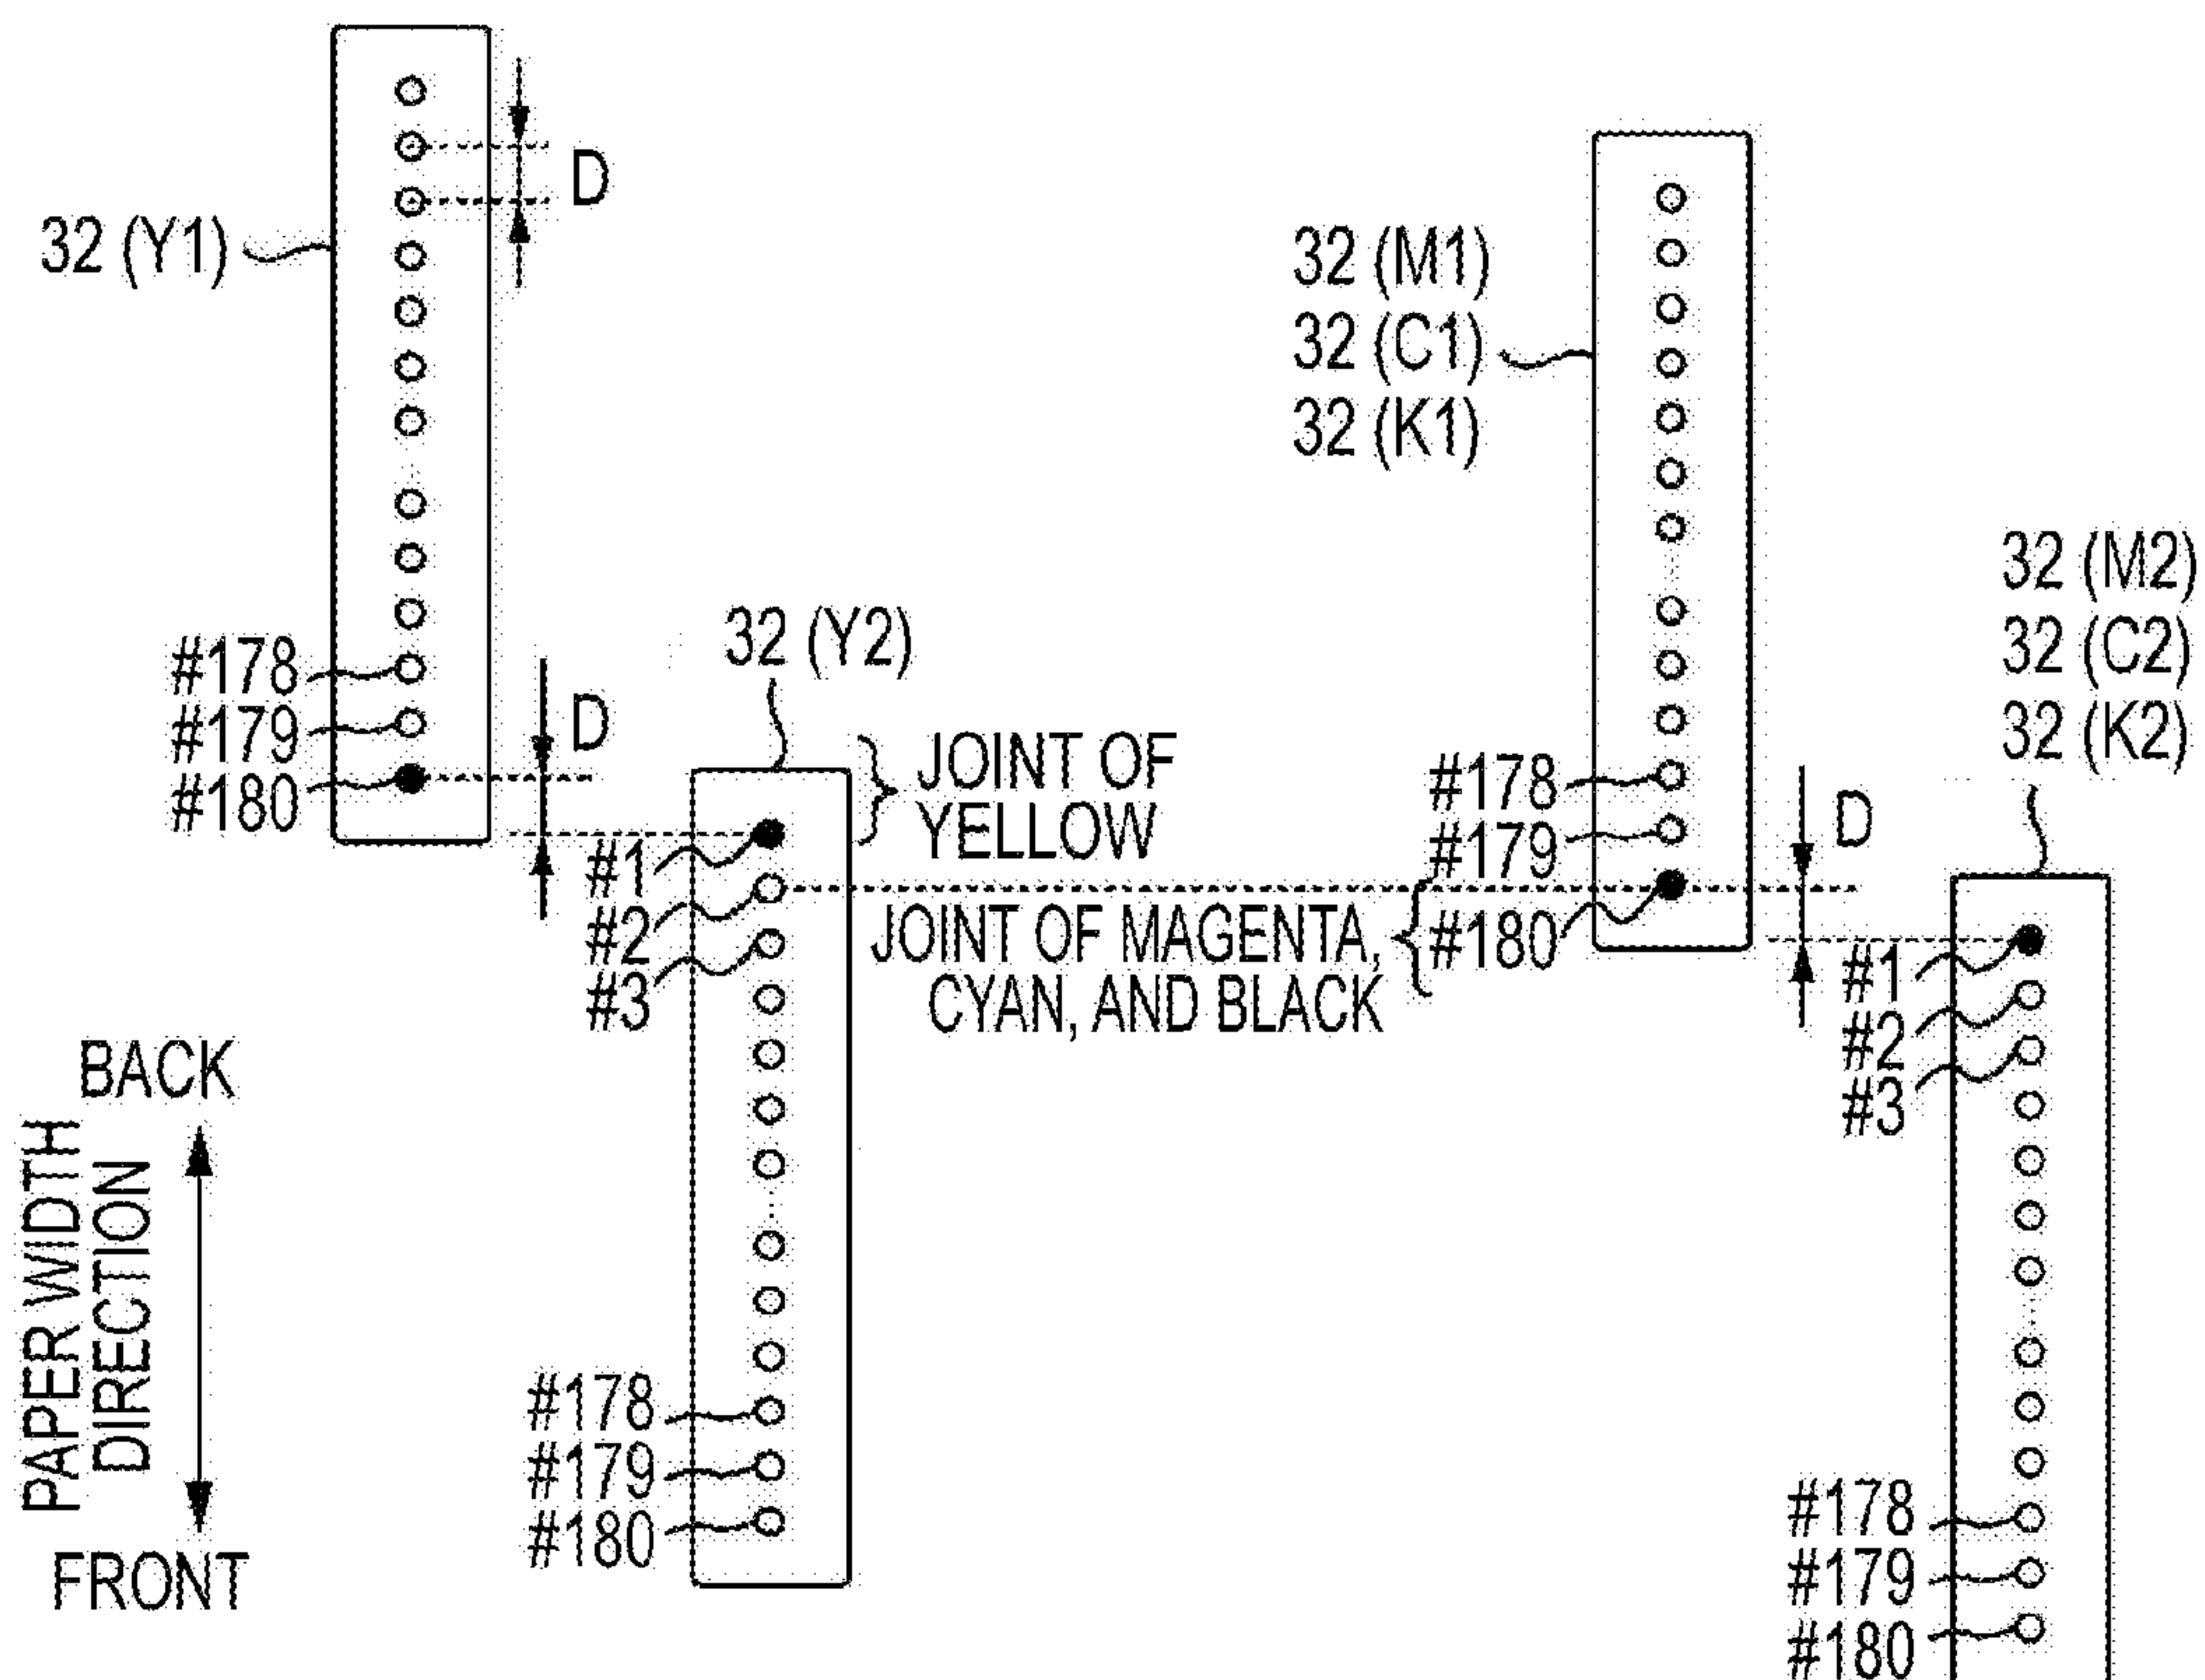 D
32 (Y1)
#178
#179
#180
D
32 (Y2)
JOINT OF
YELLOW
#1
#2
#3
#178
#179
#180
32 (M1)
32 (C1)
32 (K1)
#178
#179
#180
JOINT OF MAGENTA,
CYAN, AND BLACK
D
32 (M2)
32 (C2)
32 (K2)
#1
#2
#3
#178
#179
#180
BACK
PAPER WIDTH
DIRECTION
FRONT